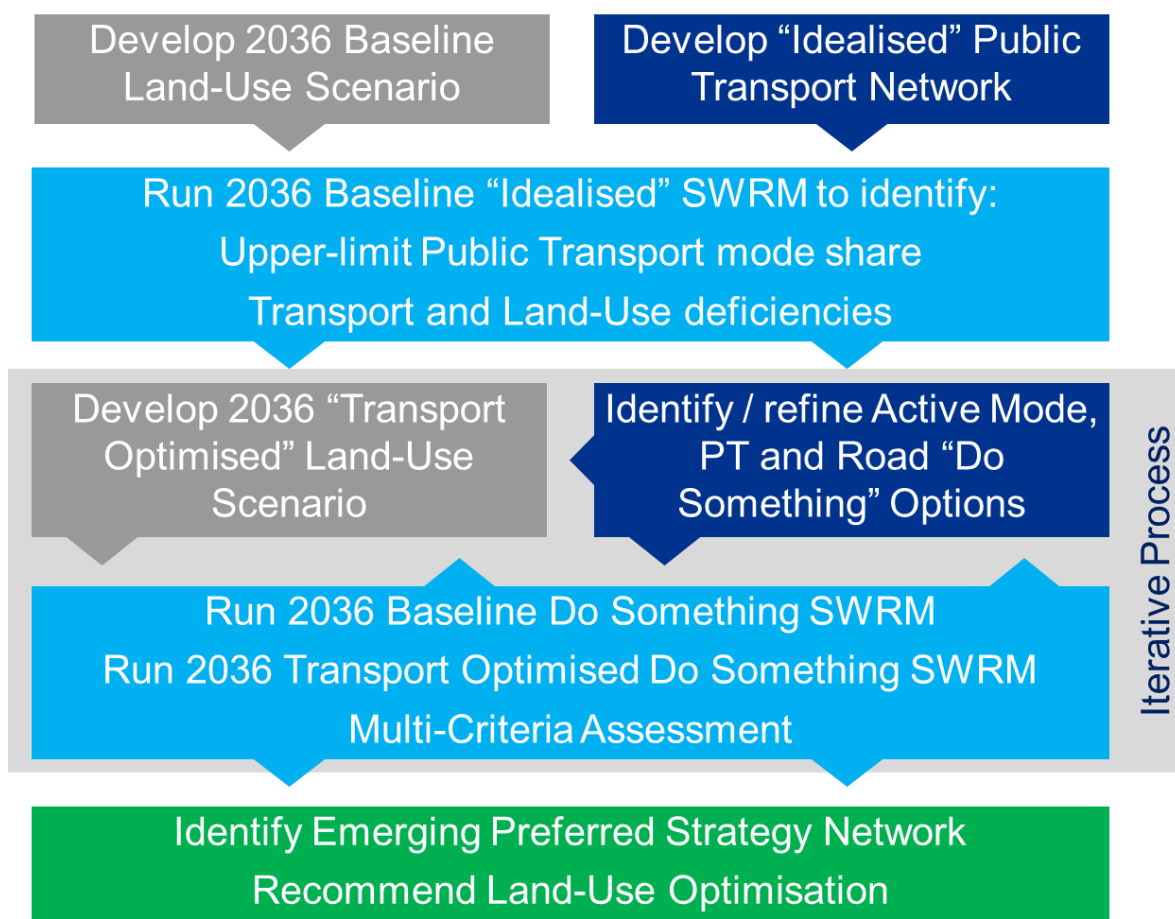 Develop 2036 Baseline
Land-Use Scenario
Develop “Idealised” Public
Transport Network
Run 2036 Baseline “Idealised” SWRM to identify:
Upper-limit Public Transport mode share
Transport and Land-Use deficiencies
Develop 2036 “Transport
Optimised” Land-Use
Scenario
Identify / refine Active Mode,
PT and Road “Do
Something” Options
Run 2036 Baseline Do Something SWRM
Run 2036 Transport Optimised Do Something SWRM
Multi-Criteria Assessment
Iterative Process
Identify Emerging Preferred Strategy Network
Recommend Land-Use Optimisation